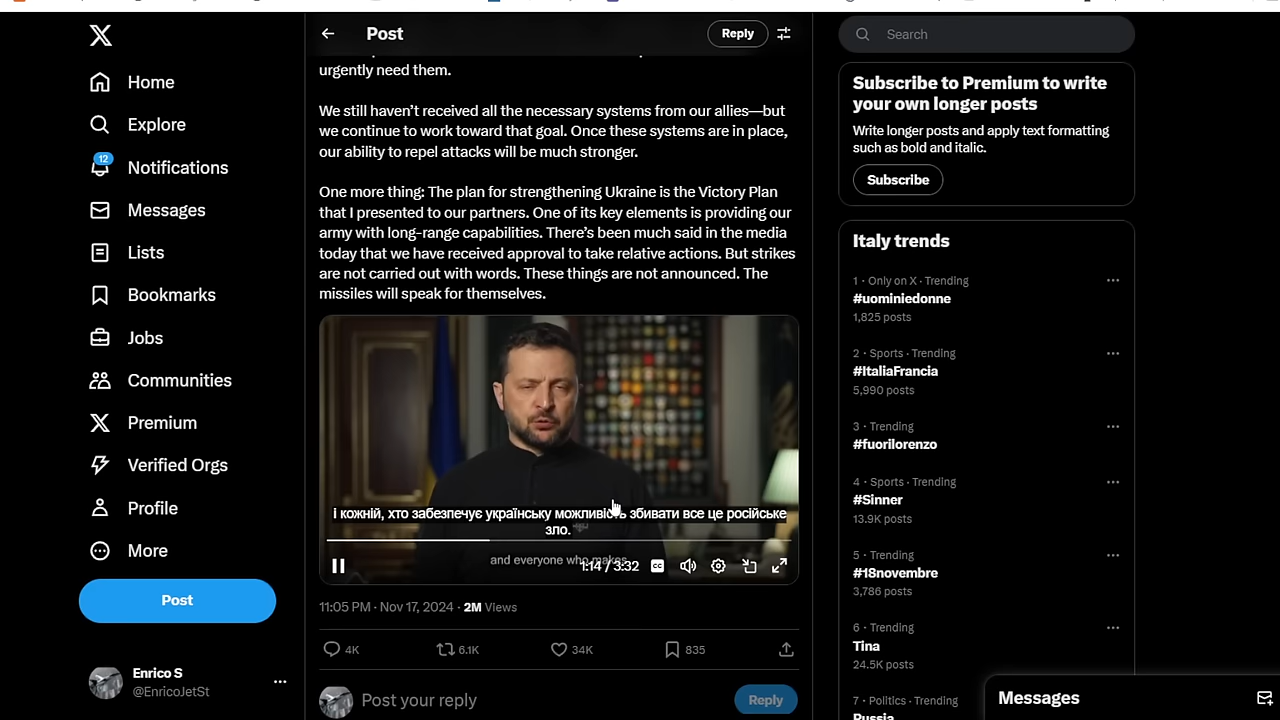 Home
Explore
12
Notifications
Messages
Lists
Bookmarks
Jobs
Communities
Premium
Verified Orgs
Profile
More
Post
Enrico S
@EnricoJetSt
Post
Reply
urgently need them.
We still haven’t received all the necessary systems from our allies—but
we continue to work toward that goal. Once these systems are in place,
our ability to repel attacks will be much stronger.
One more thing: The plan for strengthening Ukraine is the Victory Plan
that I presented to our partners. One of its key elements is providing our
army with long-range capabilities. There’s been much said in the media
today that we have received approval to take relative actions. But strikes
are not carried out with words. These things are not announced. The
missiles will speak for themselves.
і кожній, хто забезпечує українську можливість збивати все це російське
зло.
and everyone who makes
1:14 / 3:32
CC
11:05 PM · Nov 17, 2024 · 2M Views
4K
6.1K
34K
835
Post your reply
Reply
Search
Subscribe to Premium to write
your own longer posts
Write longer posts and apply text formatting
such as bold and italic.
Subscribe
Italy trends
1 · Only on X · Trending
#uominiedonne
1,825 posts
2 · Sports · Trending
#ItaliaFrancia
5,990 posts
3 · Trending
#fuorilorenzo
4 · Sports · Trending
#Sinner
13.9K posts
5 · Trending
#18novembre
3,786 posts
6 · Trending
Tina
24.5K posts
7 · Politics · Trending
Russia
Messages